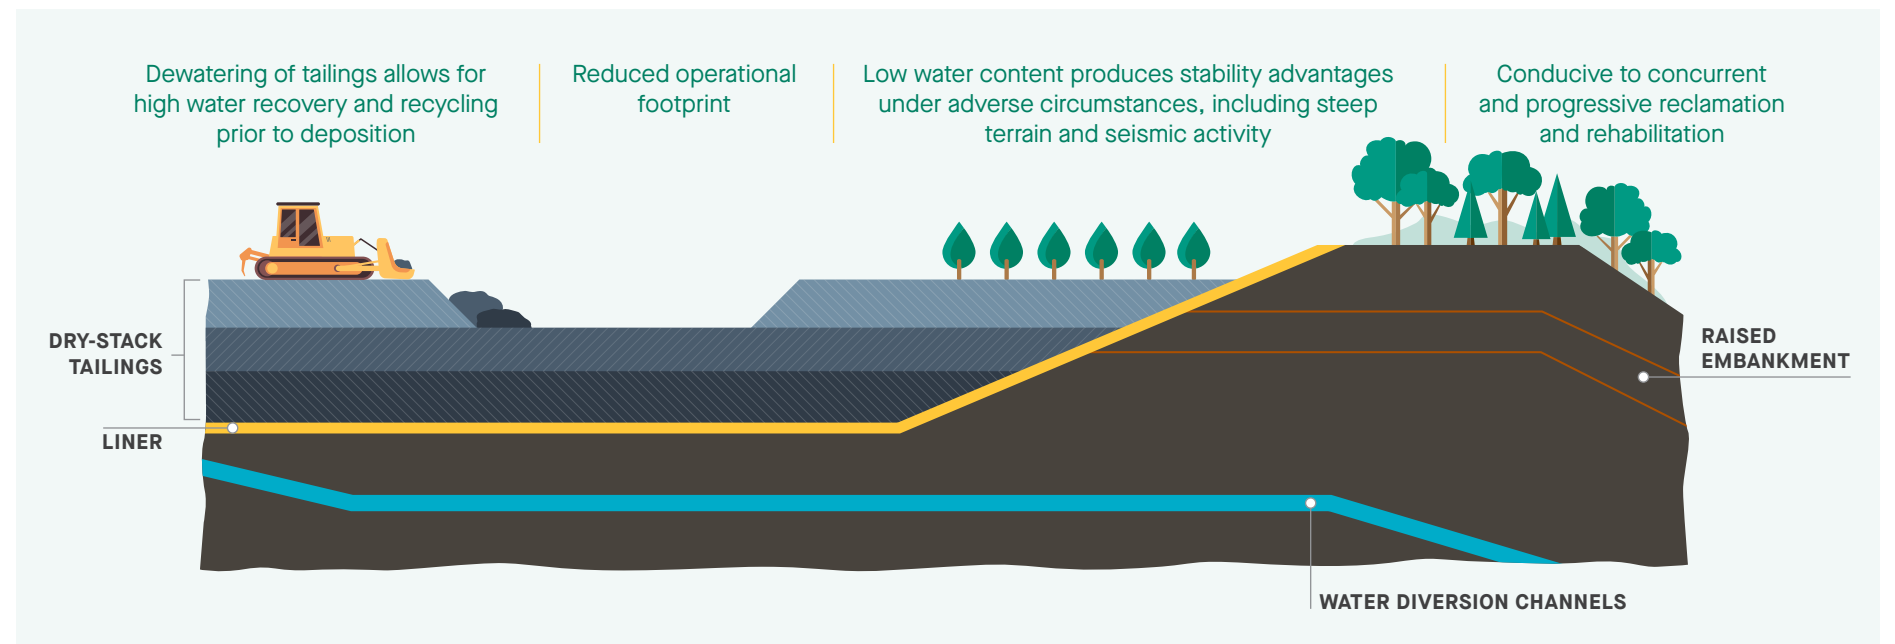 Dewatering of tailings allows for
high water recovery and recycling
prior to deposition
Reduced operational
footprint
Low water content produces stability advantages
under adverse circumstances, including steep
terrain and seismic activity
Conducive to concurrent
and progressive reclamation
and rehabilitation
DRY-STACK
TAILINGS
LINER
RAISED
EMBANKMENT
WATER DIVERSION CHANNELS